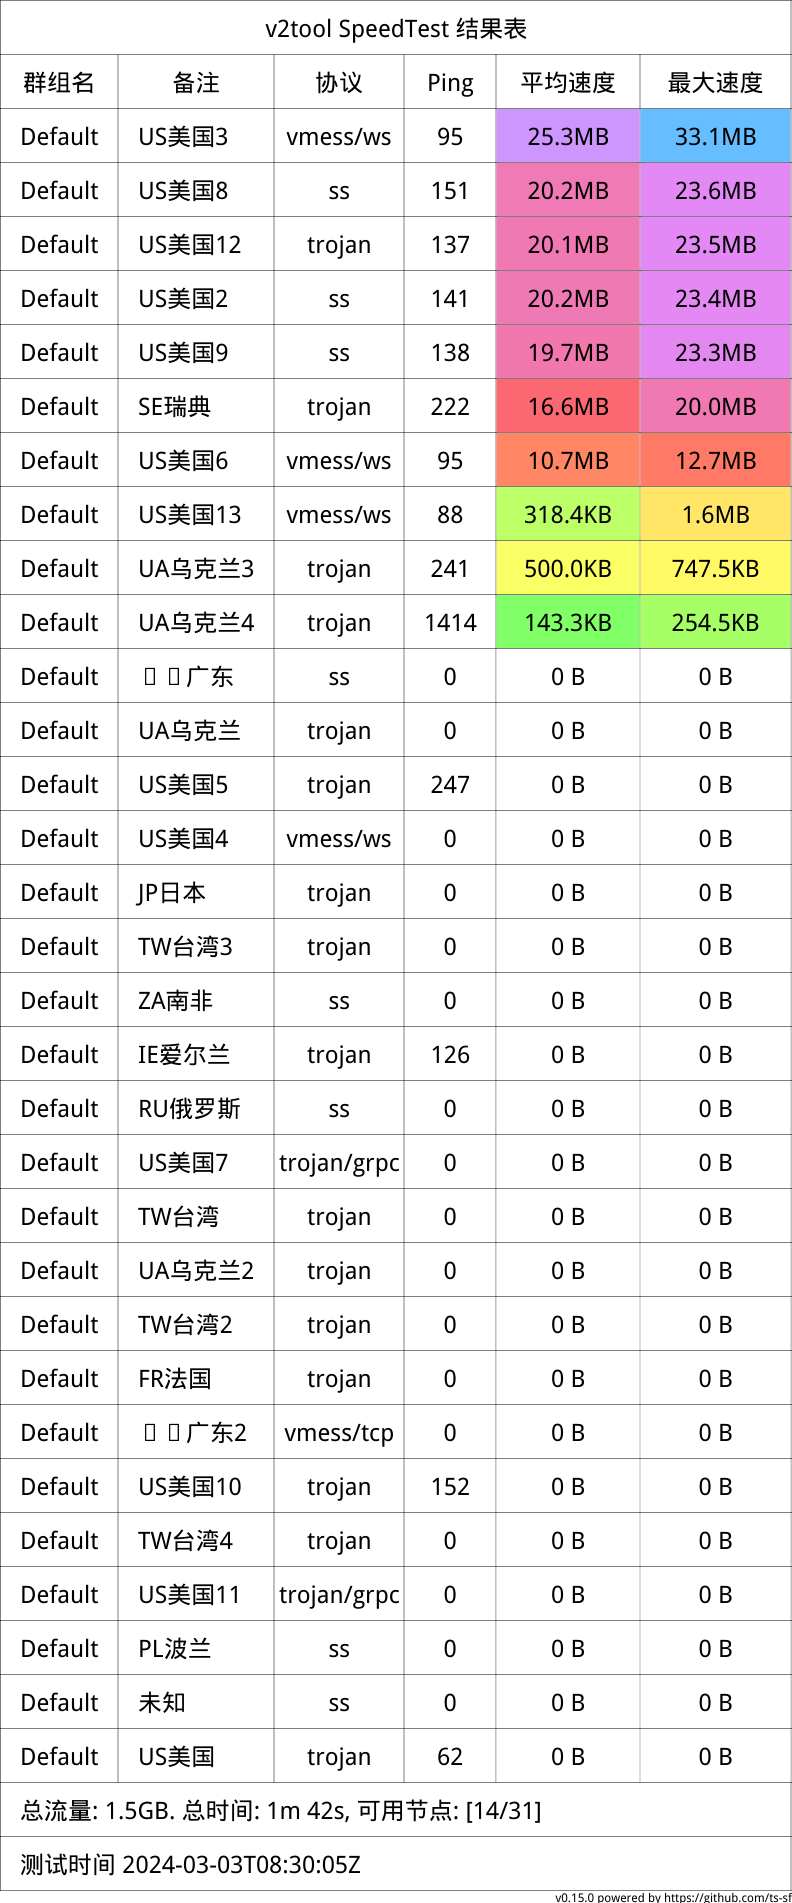 v2tool SpeedTest 结果表
群组名 备注 协议 Ping 平均速度 最大速度
Default US美国3 vmess/ws 95 25.3MB 33.1MB
Default US美国8 ss 151 20.2MB 23.6MB
Default US美国12 trojan 137 20.1MB 23.5MB
Default US美国2 ss 141 20.2MB 23.4MB
Default US美国9 ss 138 19.7MB 23.3MB
Default SE瑞典 trojan 222 16.6MB 20.0MB
Default US美国6 vmess/ws 95 10.7MB 12.7MB
Default US美国13 vmess/ws 88 318.4KB 1.6MB
Default UA乌克兰3 trojan 241 500.0KB 747.5KB
Default UA乌克兰4 trojan 1414 143.3KB 254.5KB
Default 广东 ss 0 0 B 0 B
Default UA乌克兰 trojan 0 0 B 0 B
Default US美国5 trojan 247 0 B 0 B
Default US美国4 vmess/ws 0 0 B 0 B
Default JP日本 trojan 0 0 B 0 B
Default TW台湾3 trojan 0 0 B 0 B
Default ZA南非 ss 0 0 B 0 B
Default IE爱尔兰 trojan 126 0 B 0 B
Default RU俄罗斯 ss 0 0 B 0 B
Default US美国7 trojan/grpc 0 0 B 0 B
Default TW台湾 trojan 0 0 B 0 B
Default UA乌克兰2 trojan 0 0 B 0 B
Default TW台湾2 trojan 0 0 B 0 B
Default FR法国 trojan 0 0 B 0 B
Default 广东2 vmess/tcp 0 0 B 0 B
Default US美国10 trojan 152 0 B 0 B
Default TW台湾4 trojan 0 0 B 0 B
Default US美国11 trojan/grpc 0 0 B 0 B
Default PL波兰 ss 0 0 B 0 B
Default 未知 ss 0 0 B 0 B
Default US美国 trojan 62 0 B 0 B
总流量: 1.5GB. 总时间: 1m 42s, 可用节点: [14/31]
测试时间 2024-03-03T08:30:05Z
v0.15.0 powered by https://github.com/ts-sf